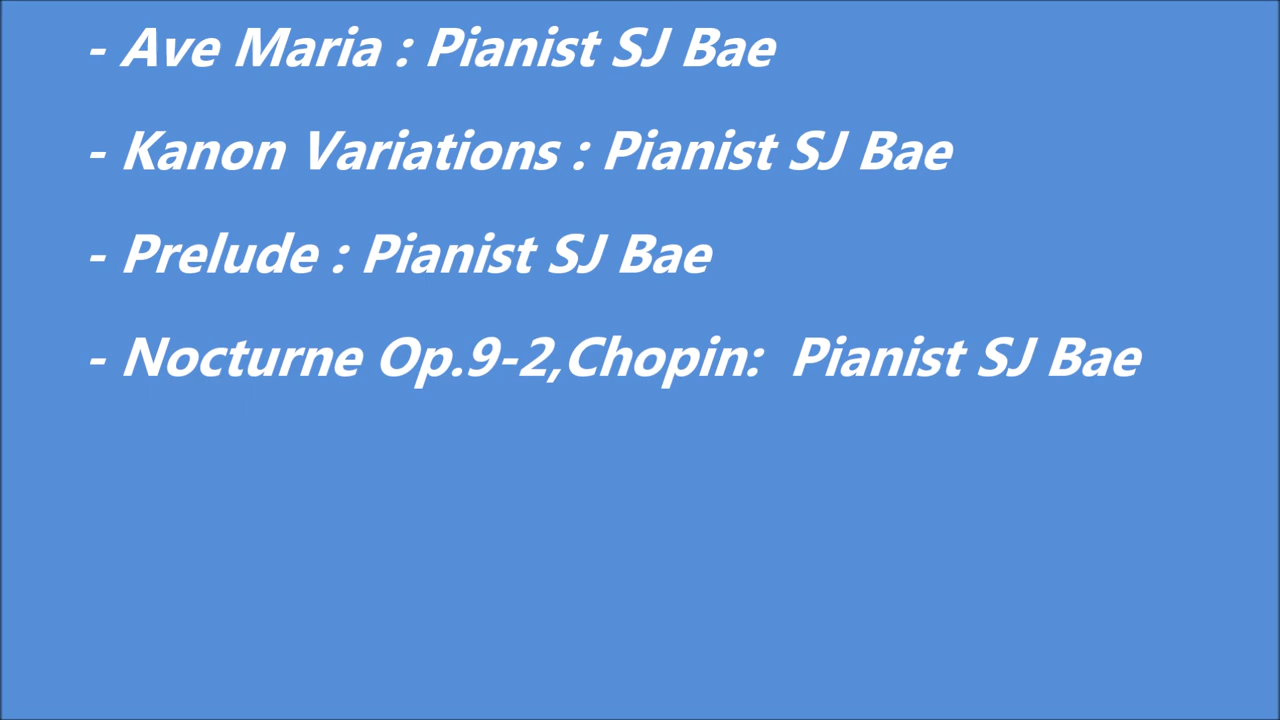 - Ave Maria : Pianist SJ Bae
- Kanon Variations : Pianist SJ Bae
- Prelude : Pianist SJ Bae
- Nocturne Op.9-2,Chopin:  Pianist SJ Bae